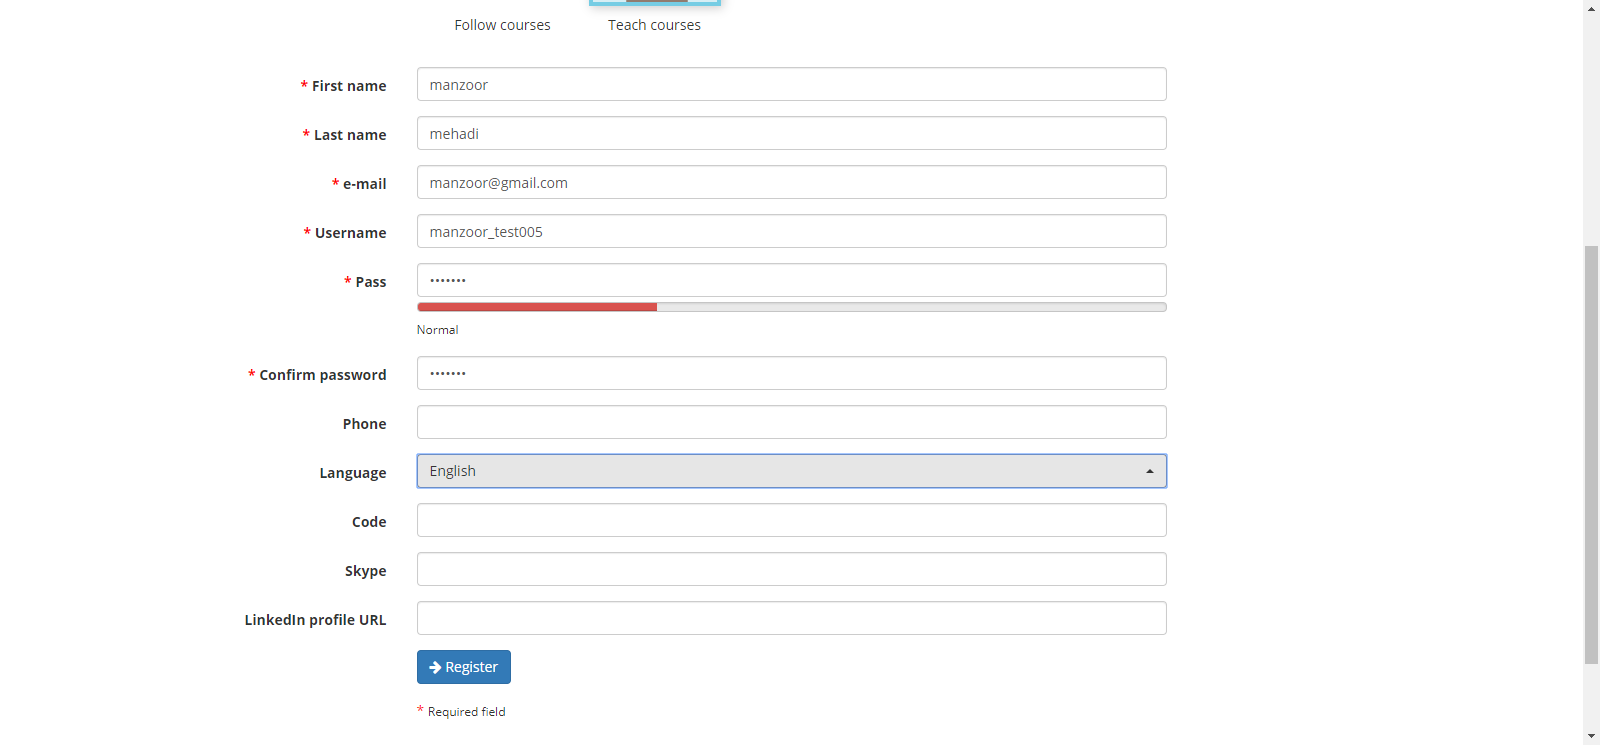 Follow courses Teach courses
* First name manzoor
* Last name mehadi
* e-mail manzoor@gmail.com
* Username manzoor_test005
* Pass •••••••
Normal
* Confirm password •••••••
Phone
Language English
Code
Skype
LinkedIn profile URL
Register
* Required field